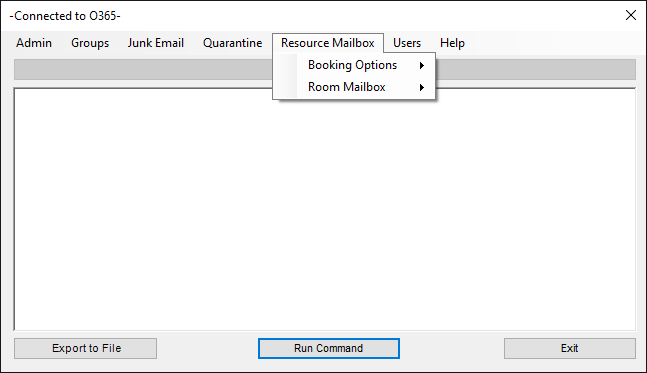 -Connected to O365-
Admin Groups Junk Email Quarantine Resource Mailbox Users Help
Booking Options
Room Mailbox
Export to File Run Command Exit